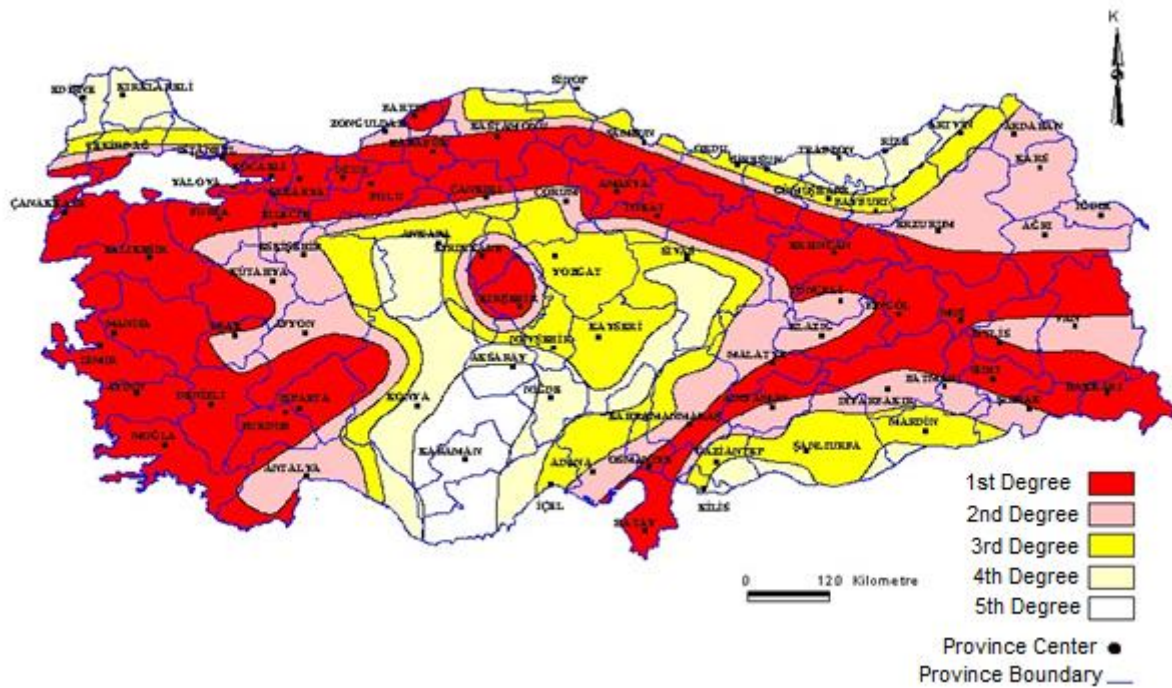 K
SİNOP
EDİRNE
KIRKLARELİ
BARTIN
ZONGULDAK
KASTAMONU
ARTVİN
ARDAHAN
TEKİRDAĞ
İSTANBUL
KARABÜK
SAMSUN
ORDU
GİRESUN
TRABZON
RİZE
KARS
KOCAELİ
YALOVA
SAKARYA
DÜZCE
BOLU
ÇANKIRI
ÇORUM
AMASYA
TOKAT
GÜMÜŞHANE
BAYBURT
IĞDIR
ÇANAKKALE
BURSA
BİLECİK
ERZURUM
AĞRI
BALIKESİR
ESKİŞEHİR
ANKARA
KIRIKKALE
YOZGAT
SİVAS
ERZİNCAN
KÜTAHYA
KIRŞEHİR
TUNCELİ
BİNGÖL
MUŞ
VAN
MANİSA
UŞAK
AFYON
NEVŞEHİR
KAYSERİ
ELAZIĞ
BİTLİS
İZMİR
AKSARAY
MALATYA
SİİRT
AYDIN
DENİZLİ
ISPARTA
KONYA
NİĞDE
ADIYAMAN
DİYARBAKIR
BATMAN
ŞIRNAK
HAKKARİ
BURDUR
KAHRAMANMARAŞ
MARDİN
MUĞLA
ANTALYA
KARAMAN
ADANA
OSMANİYE
GAZİANTEP
ŞANLIURFA
İÇEL
KİLİS
HATAY
1st Degree
2nd Degree
3rd Degree
4th Degree
5th Degree
0 120 Kilometre
Province Center
Province Boundary